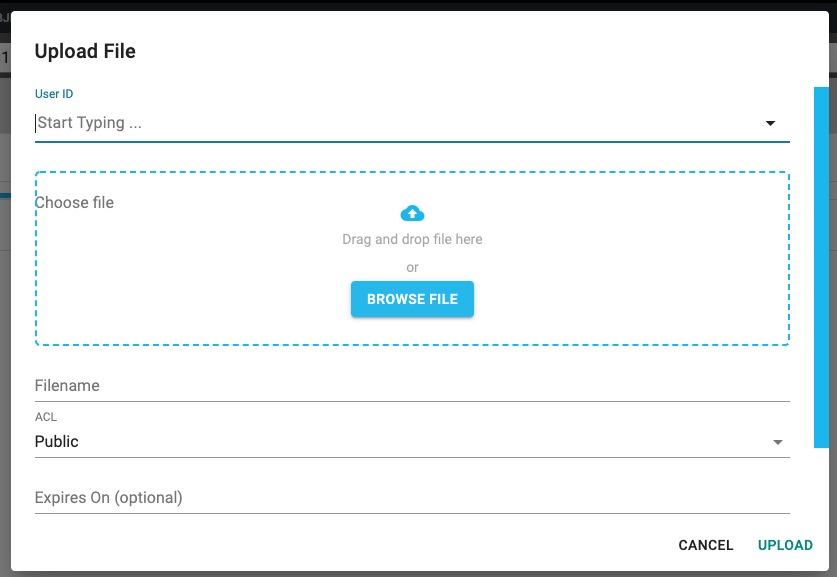 Upload File
User ID
Start Typing ...
Choose file
Drag and drop file here
or
BROWSE FILE
Filename
ACL
Public
Expires On (optional)
CANCEL UPLOAD